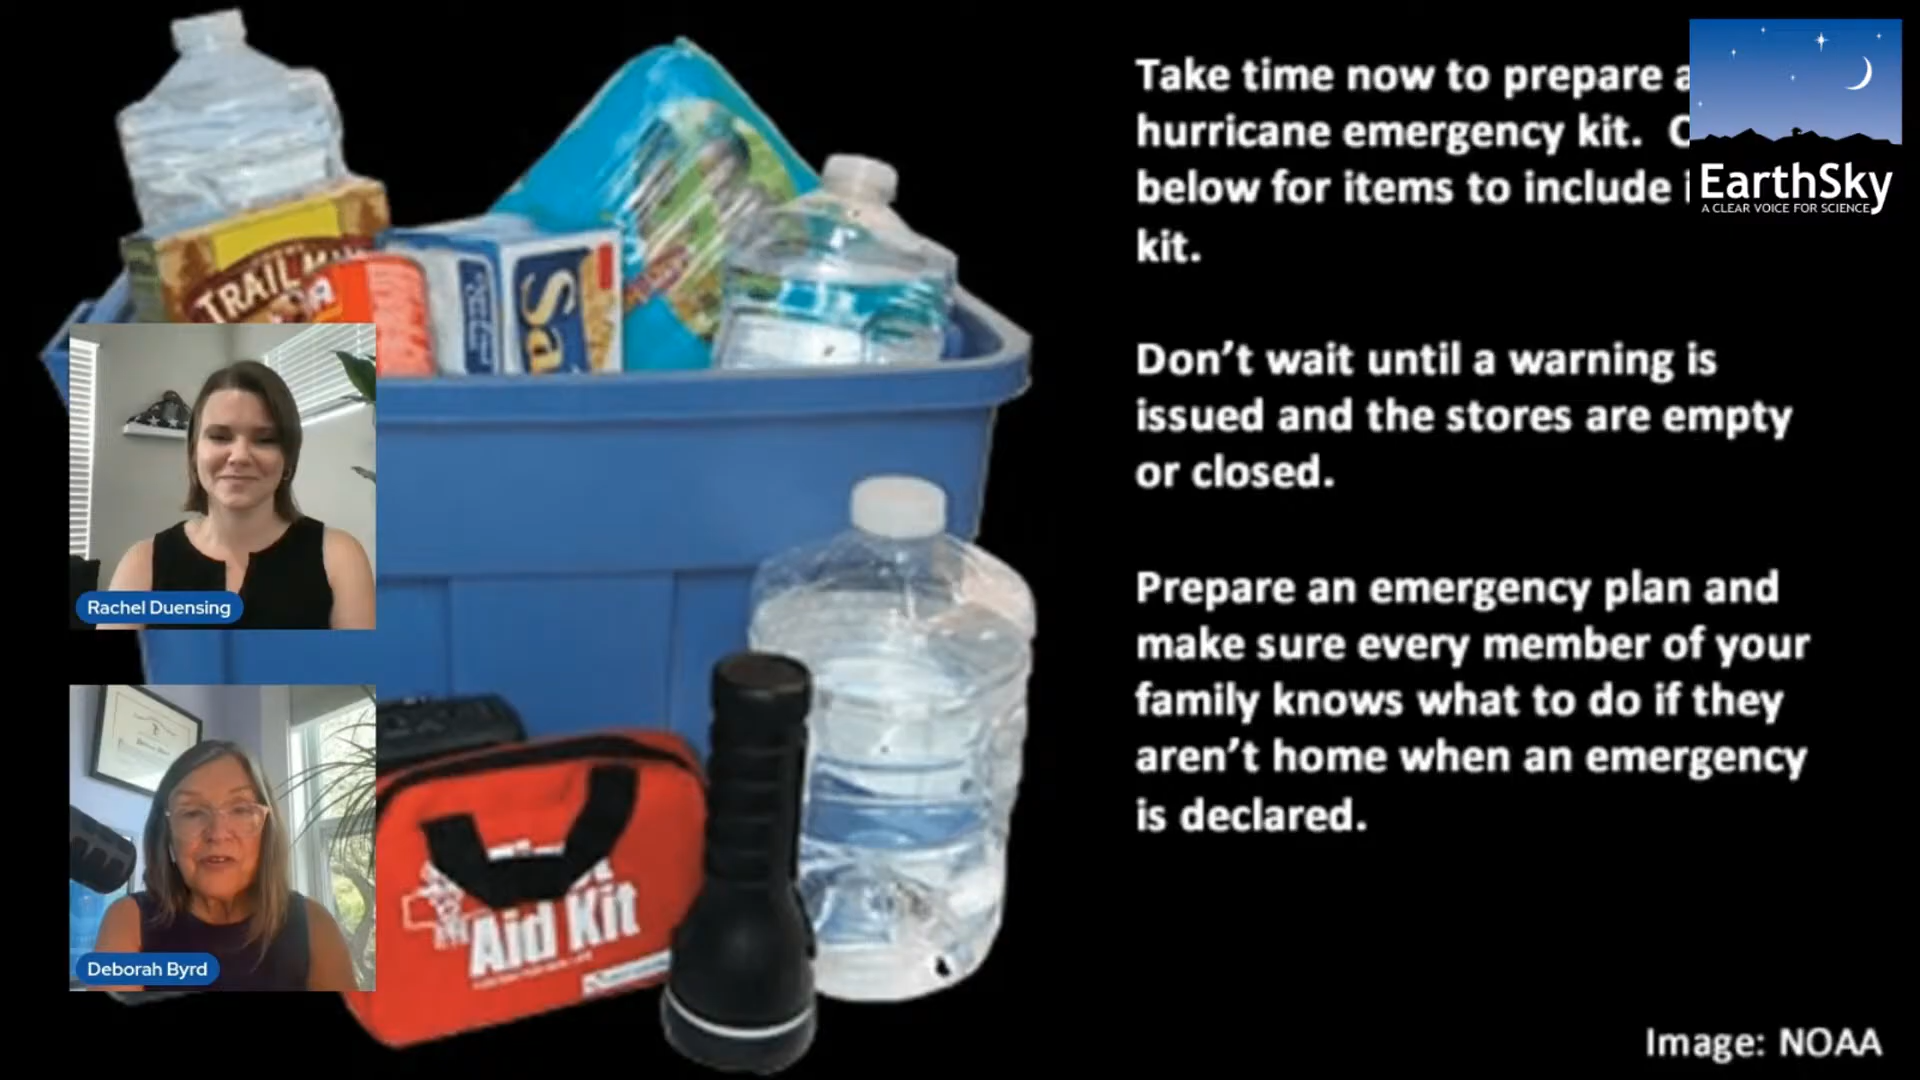 Take time now to prepare a
hurricane emergency kit. C
below for items to include
kit.
Don’t wait until a warning is
issued and the stores are empty
or closed.
Prepare an emergency plan and
make sure every member of your
family knows what to do if they
aren’t home when an emergency
is declared.
Image: NOAA
EarthSky
A CLEAR VOICE FOR SCIENCE
TRAIL
Sa
Rachel Duensing
Deborah Byrd
Aid Kit